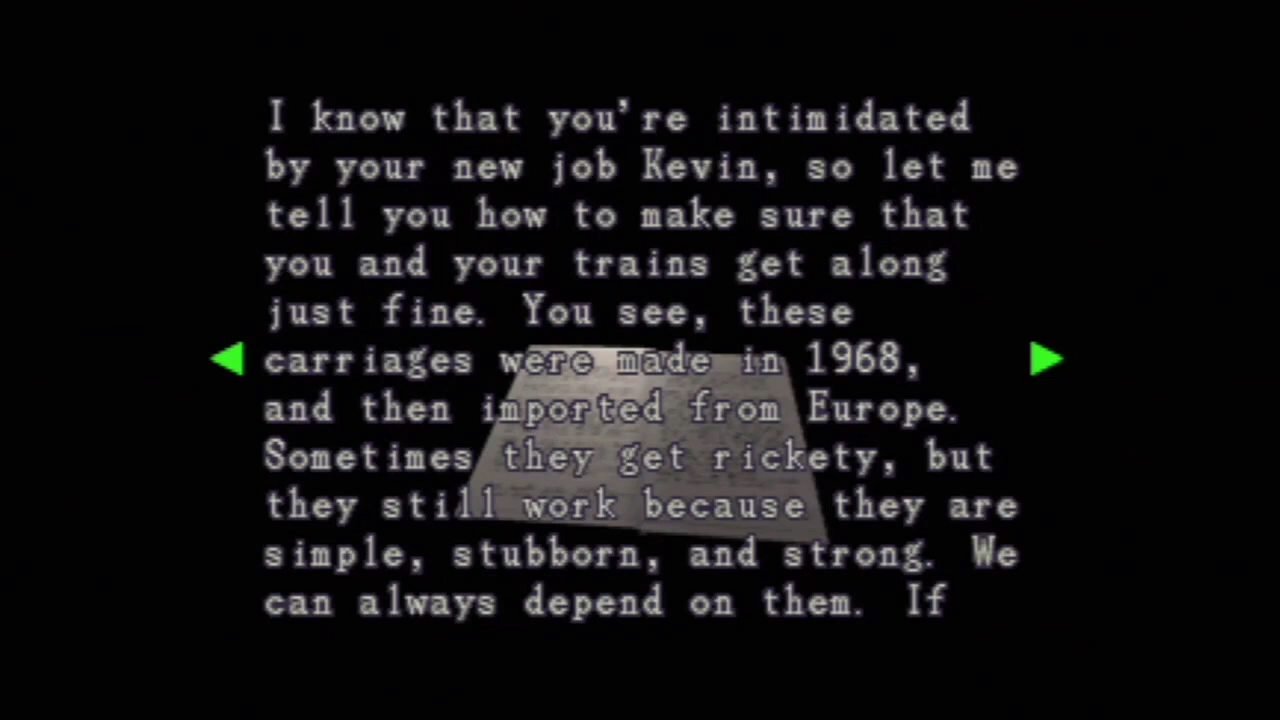 I know that you're intimidated
by your new job Kevin, so let me
tell you how to make sure that
you and your trains get along
just fine. You see, these
carriages were made in 1968,
and then imported from Europe.
Sometimes they get rickety, but
they still work because they are
simple, stubborn, and strong. We
can always depend on them. If